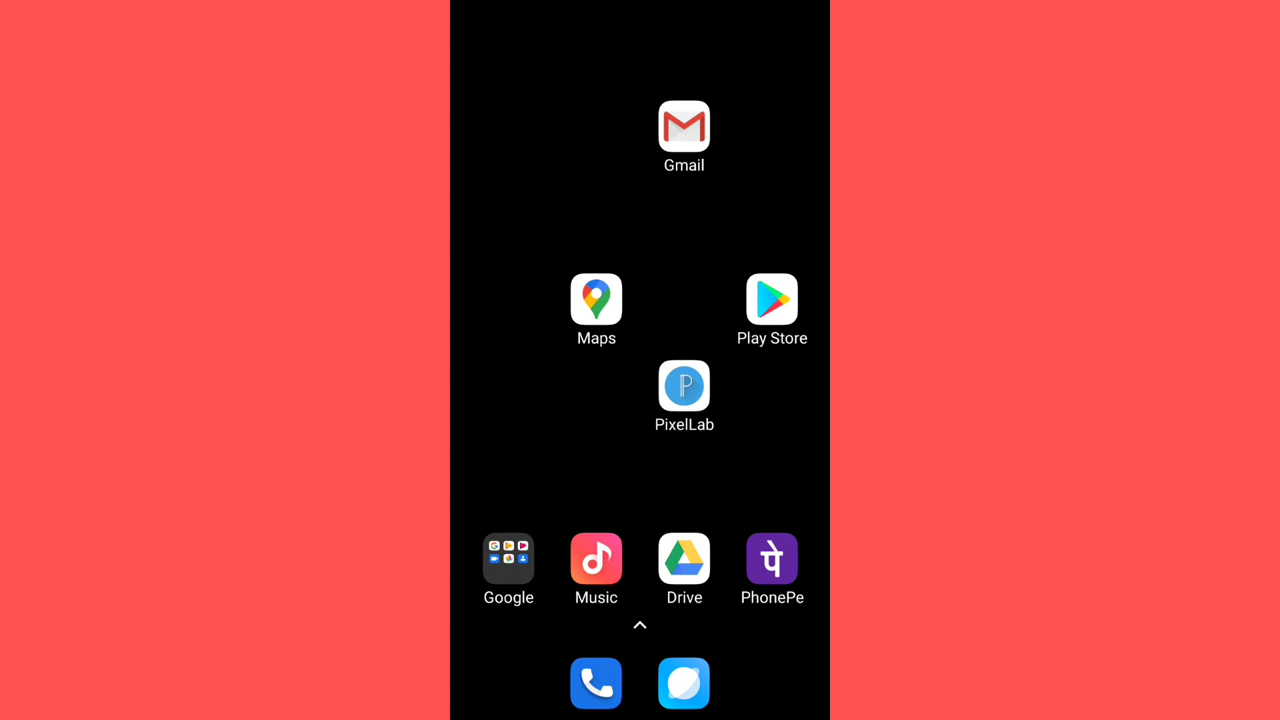 Gmail
Maps
Play Store
PixelLab
पे
Google
Music
Drive
PhonePe